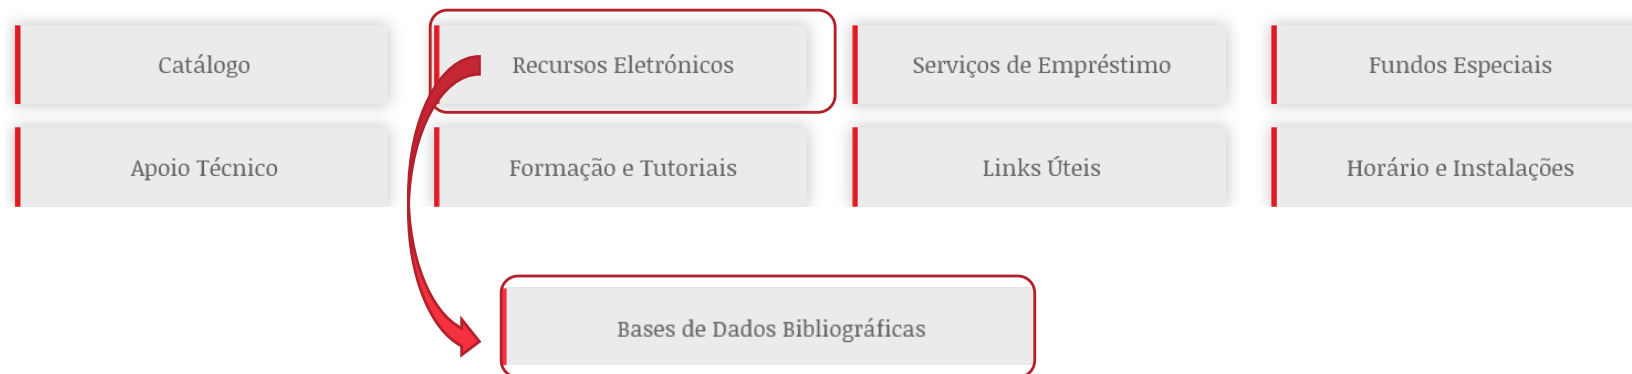 Catálogo
Recursos Eletrónicos
Serviços de Empréstimo
Fundos Especiais
Apoio Técnico
Formação e Tutoriais
Links Úteis
Horário e Instalações
Bases de Dados Bibliográficas